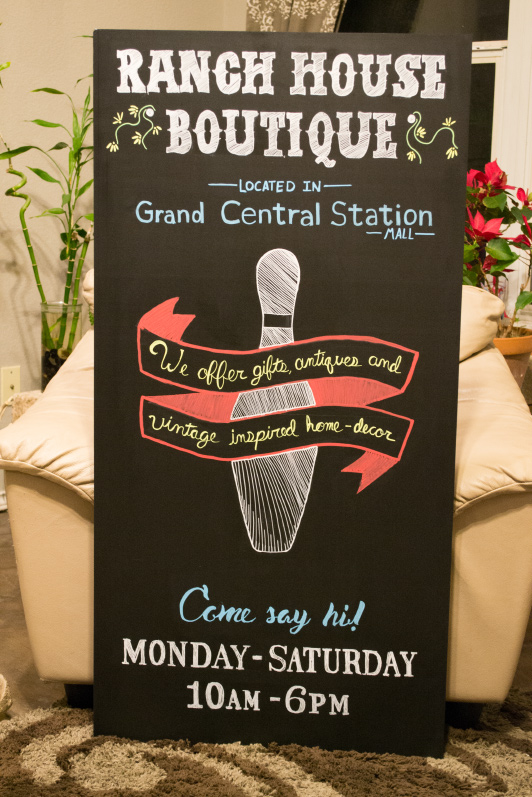 RANCH HOUSE
BOUTIQUE
LOCATED IN
Grand Central Station
MALL
We offer gifts, antiques and
vintage inspired home-decor
Come say hi!
MONDAY-SATURDAY
10AM-6PM